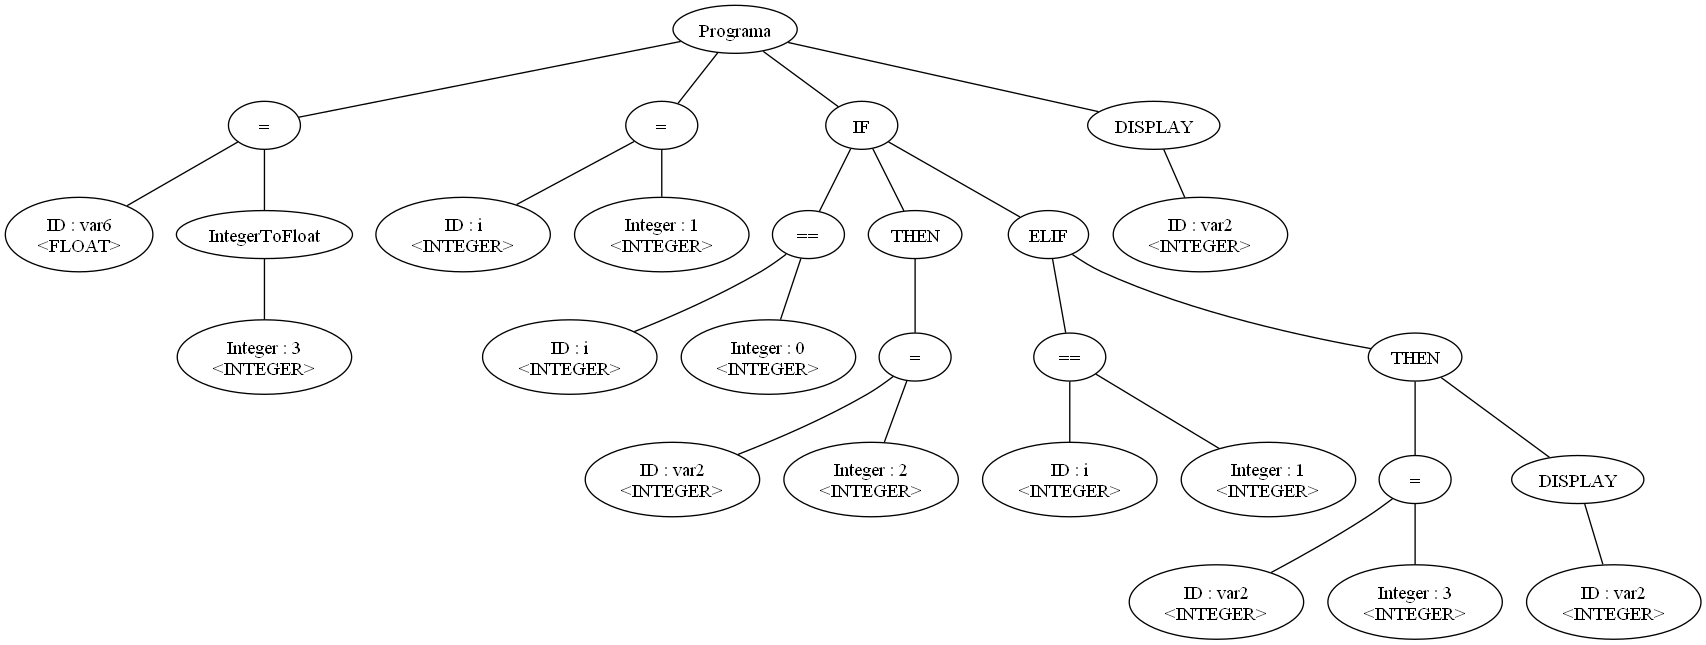 Programa
=
=
IF
DISPLAY
ID : var6
<FLOAT>
IntegerToFloat
ID : i
<INTEGER>
Integer : 1
<INTEGER>
==
THEN
ELIF
ID : var2
<INTEGER>
Integer : 3
<INTEGER>
ID : i
<INTEGER>
Integer : 0
<INTEGER>
=
==
THEN
ID : var2
<INTEGER>
Integer : 2
<INTEGER>
ID : i
<INTEGER>
Integer : 1
<INTEGER>
=
DISPLAY
ID : var2
<INTEGER>
Integer : 3
<INTEGER>
ID : var2
<INTEGER>